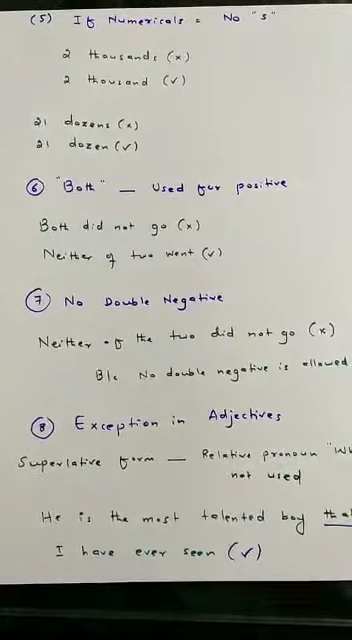 (5) If Numericals = No "s"
2 thousands (x)
2 thousand (✓)
21 dozens (x)
21 dozen (✓)
⑥ "Both" — Used for positive
Both did not go (x)
Neither of two went (✓)
⑦ No Double Negative
Neither of the two did not go (x)
B/c No double negative is allowed
⑧ Exception in Adjectives
Superlative form — Relative pronoun
not used
He is the most talented boy
I have ever seen (✓)